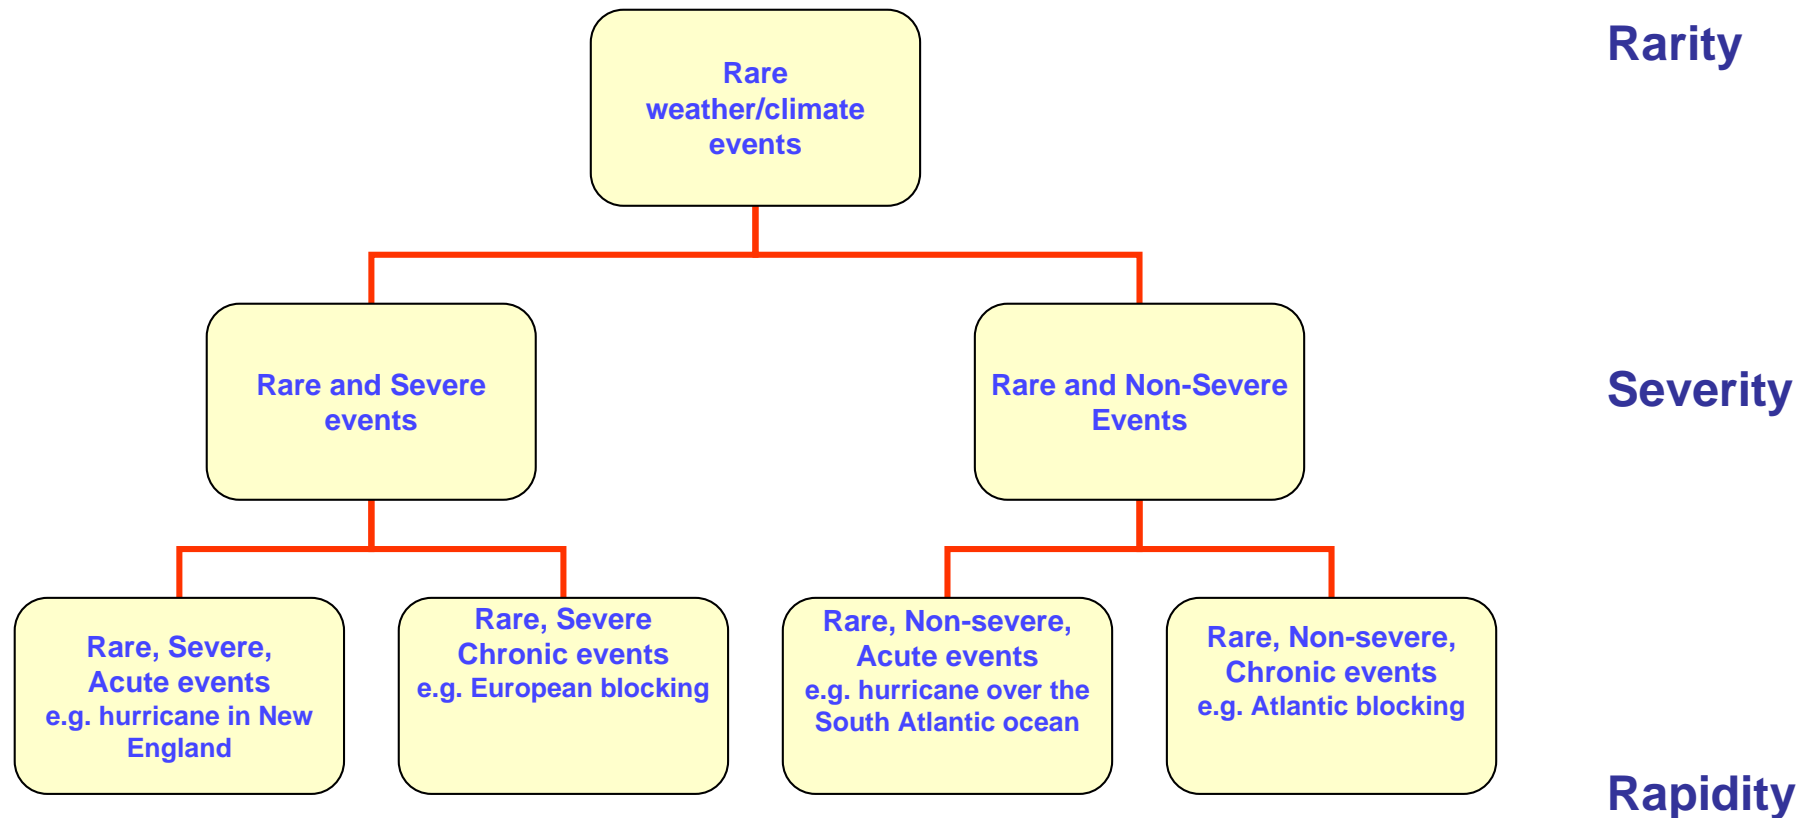 Rarity
Rare
weather/climate
events
Severity
Rare and Severe
events
Rare and Non-Severe
Events
Rare, Severe,
Acute events
e.g. hurricane in New
England
Rare, Severe
Chronic events
e.g. European blocking
Rare, Non-severe,
Acute events
e.g. hurricane over the
South Atlantic ocean
Rare, Non-severe,
Chronic events
e.g. Atlantic blocking
Rapidity